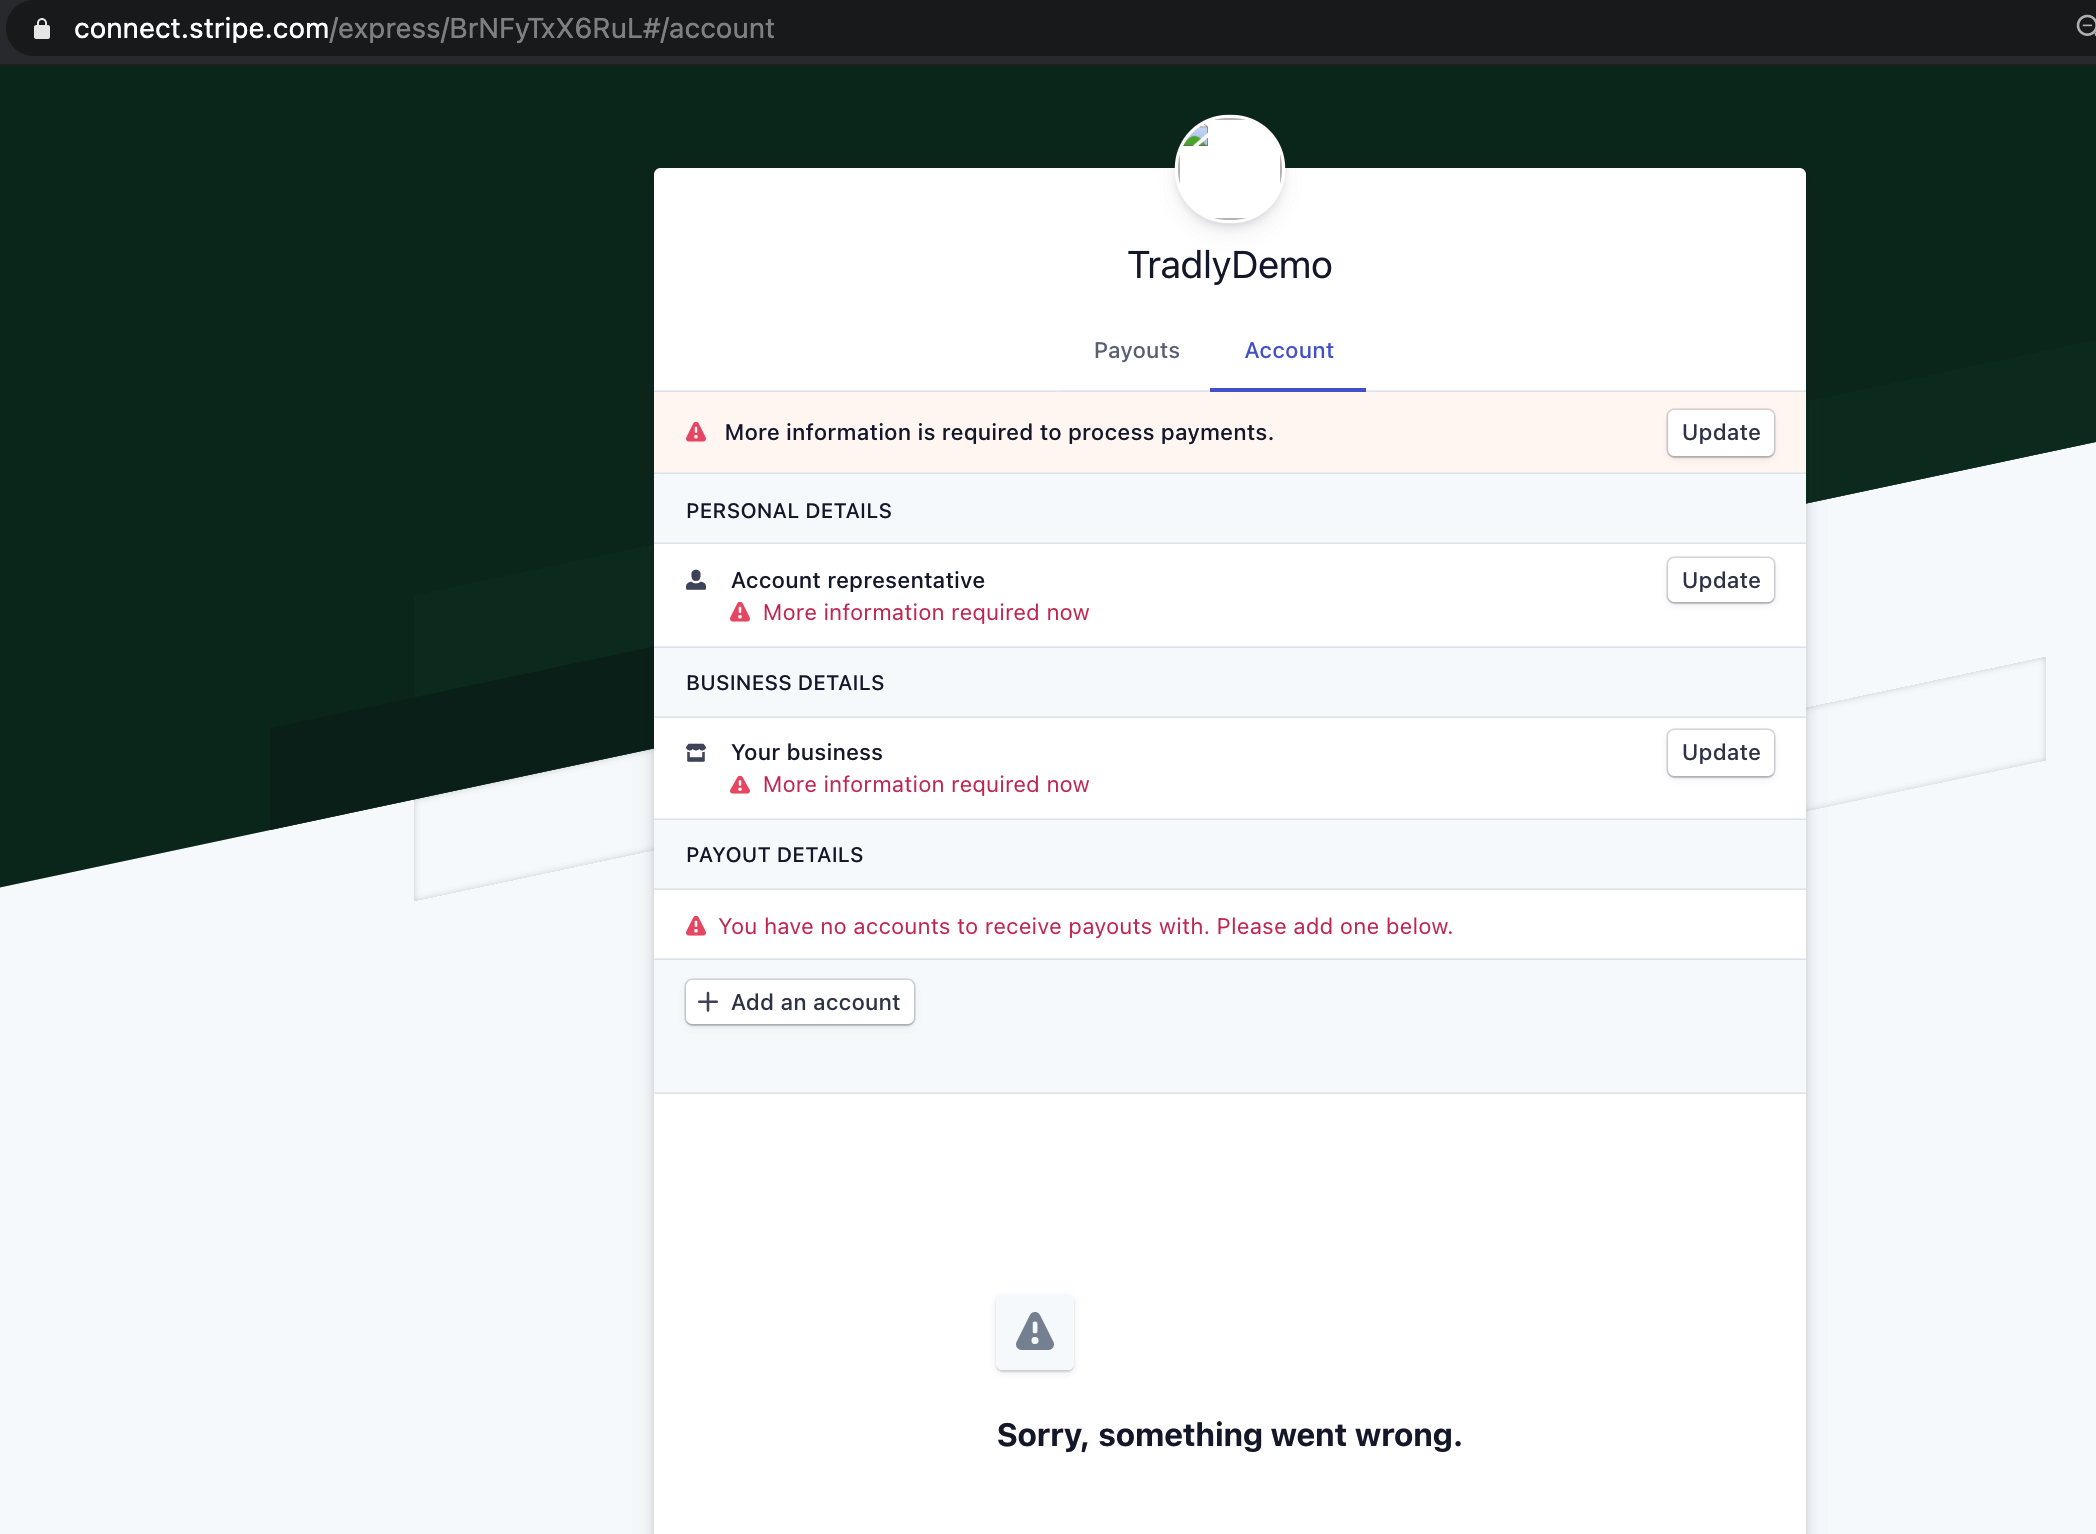 connect.stripe.com/express/BrNFyTxX6RuL#/account
TradlyDemo
Payouts Account
More information is required to process payments. Update
PERSONAL DETAILS
Account representative Update
More information required now
BUSINESS DETAILS
Your business Update
More information required now
PAYOUT DETAILS
You have no accounts to receive payouts with. Please add one below.
+ Add an account
Sorry, something went wrong.